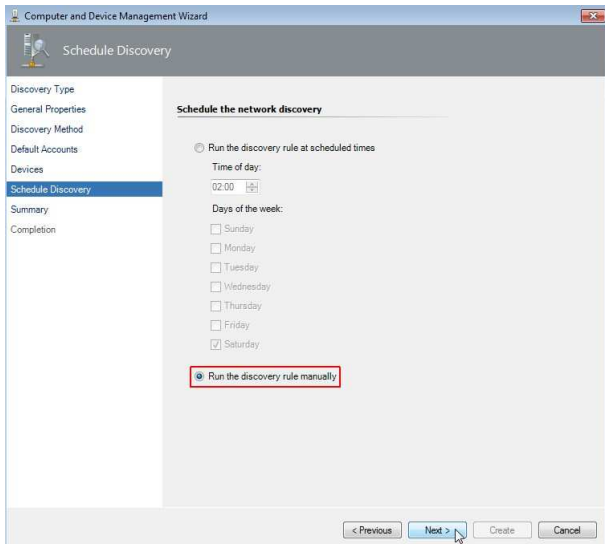 Computer and Device Management Wizard
Schedule Discovery
Discovery Type
General Properties
Discovery Method
Default Accounts
Devices
Schedule Discovery
Summary
Completion
Schedule the network discovery
Run the discovery rule at scheduled times
Time of day:
02:00
Days of the week:
Sunday
Monday
Tuesday
Wednesday
Thursday
Friday
Saturday
Run the discovery rule manually
< Previous
Next >
Create
Cancel